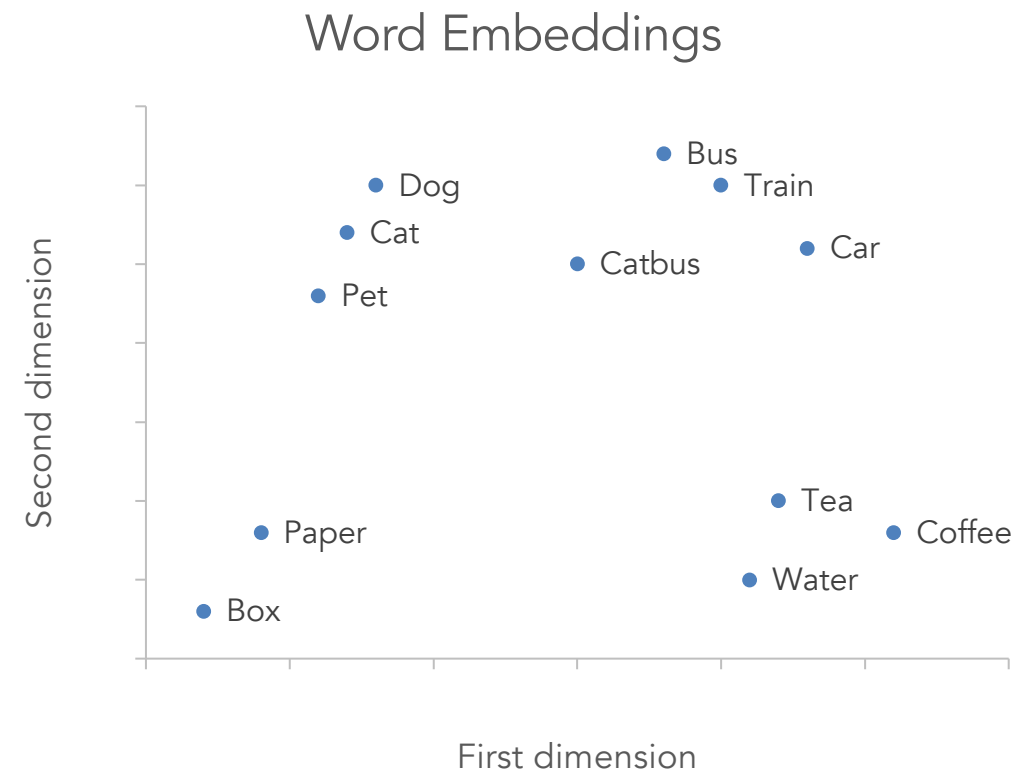 Word Embeddings
Bus
Dog
Train
Cat
Car
Catbus
Pet
Second dimension
Tea
Paper
Coffee
Water
Box
First dimension